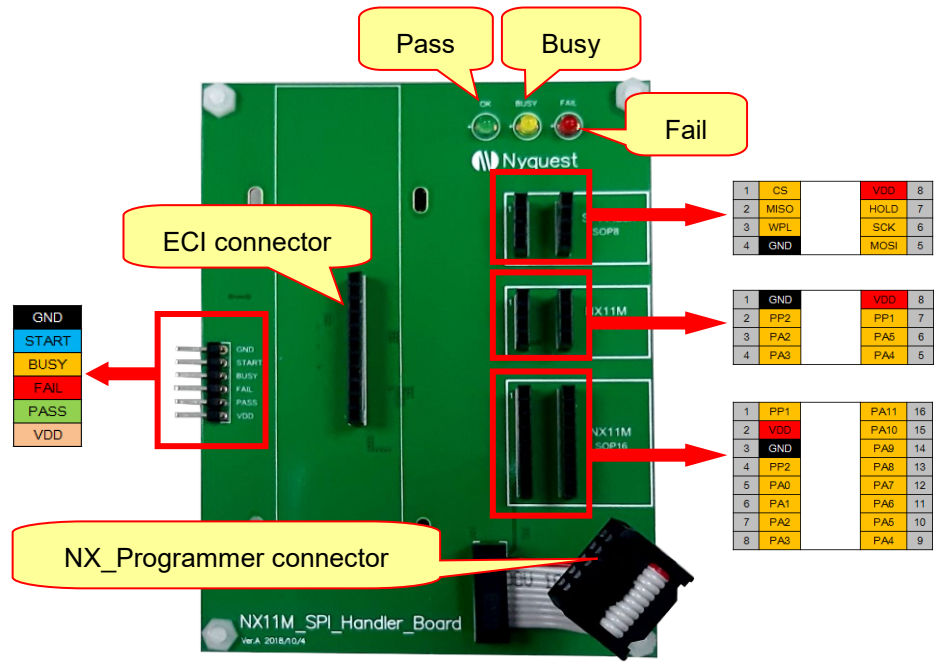 Pass
Busy
Fail
OK
BUSY
FAIL
Nyquest
1
SOP8
ECI connector
1
NX11M
1
NX11M
SOP16
GND
START
BUSY
FAIL
PASS
VDD
GND
START
BUSY
FAIL
PASS
VDD
1 CS VDD 8
2 MISO HOLD 7
3 WPL SCK 6
4 GND MOSI 5
1 GND VDD 8
2 PP2 PP1 7
3 PA2 PA5 6
4 PA3 PA4 5
1 PP1 PA11 16
2 VDD PA10 15
3 GND PA9 14
4 PP2 PA8 13
5 PA0 PA7 12
6 PA1 PA6 11
7 PA2 PA5 10
8 PA3 PA4 9
NX_Programmer connector
NX11M_SPI_Handler_Board
Ver.A 2018/10/4